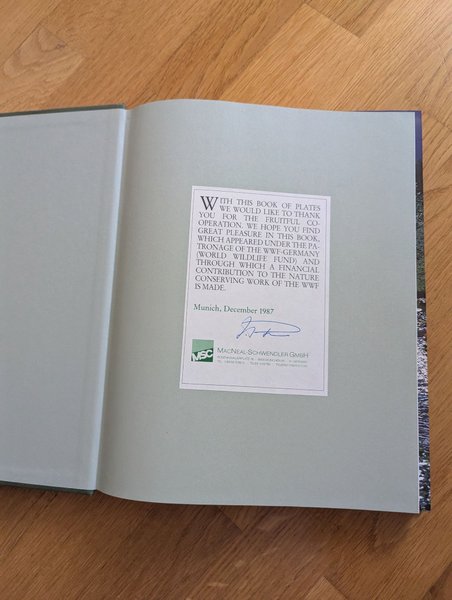 WITH THIS BOOK OF PLATES
WE WOULD LIKE TO THANK
YOU FOR THE FRUITFUL CO-
OPERATION. WE HOPE YOU FIND
GREAT PLEASURE IN THIS BOOK,
WHICH APPEARED UNDER THE PA-
TRONAGE OF THE WWF-GERMANY
(WORLD WILDLIFE FUND) AND
THROUGH WHICH A FINANCIAL
CONTRIBUTION TO THE NATURE
CONSERVING WORK OF THE WWF
IS MADE.
Munich, December 1987
MSC
MACNEAL-SCHWENDLER GMBH